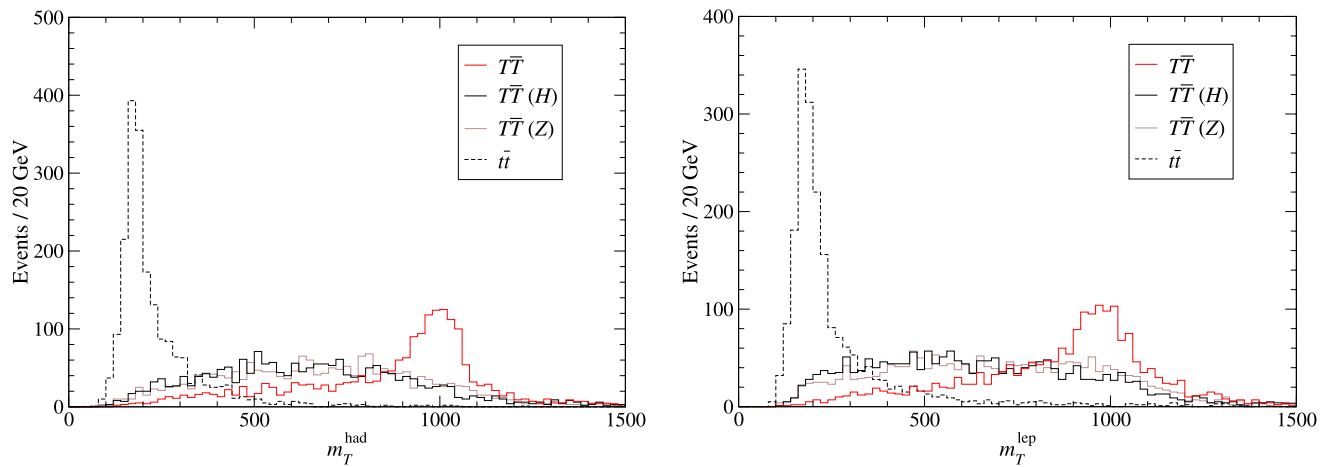 500
400
300
200
100
0
Events / 20 GeV
TT̅
TT̅ (H)
TT̅ (Z)
tt̅
0 500 1000 1500
m_T^had
400
300
200
100
0
Events / 20 GeV
TT̅
TT̅ (H)
TT̅ (Z)
tt̅
0 500 1000 1500
m_T^lep